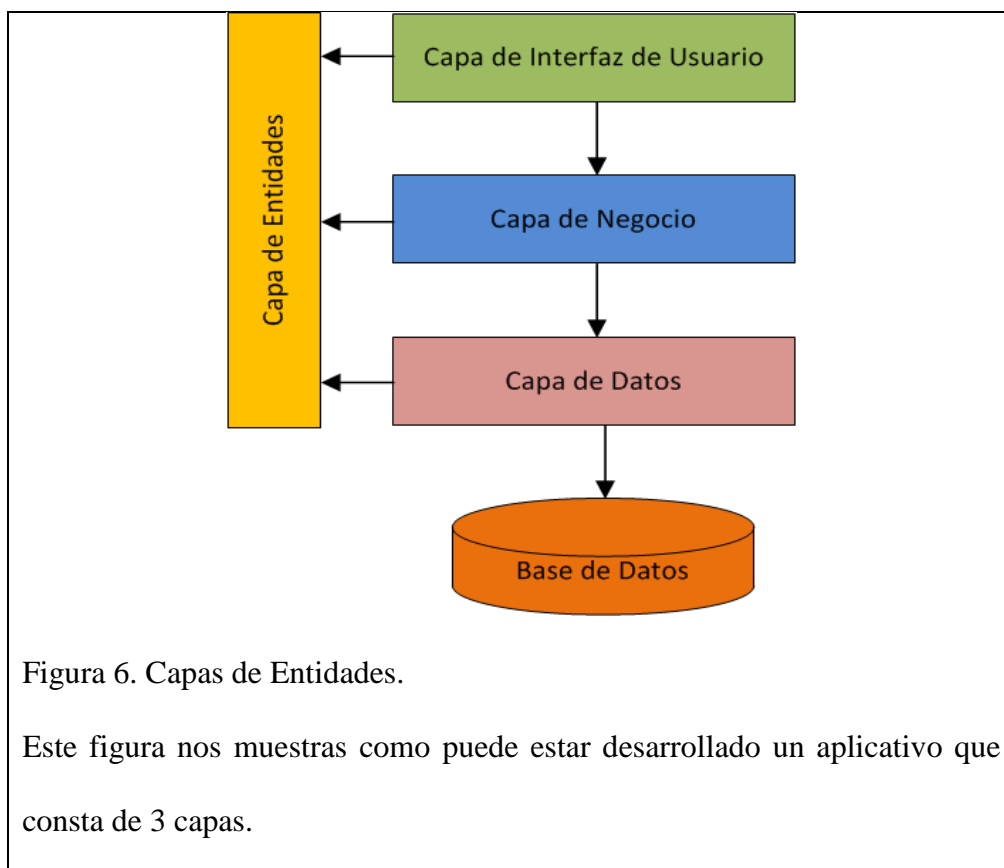 Capa de Interfaz de Usuario
Capa de Entidades
Capa de Negocio
Capa de Datos
Base de Datos
Figura 6. Capas de Entidades.
Este figura nos muestras como puede estar desarrollado un aplicativo que
consta de 3 capas.